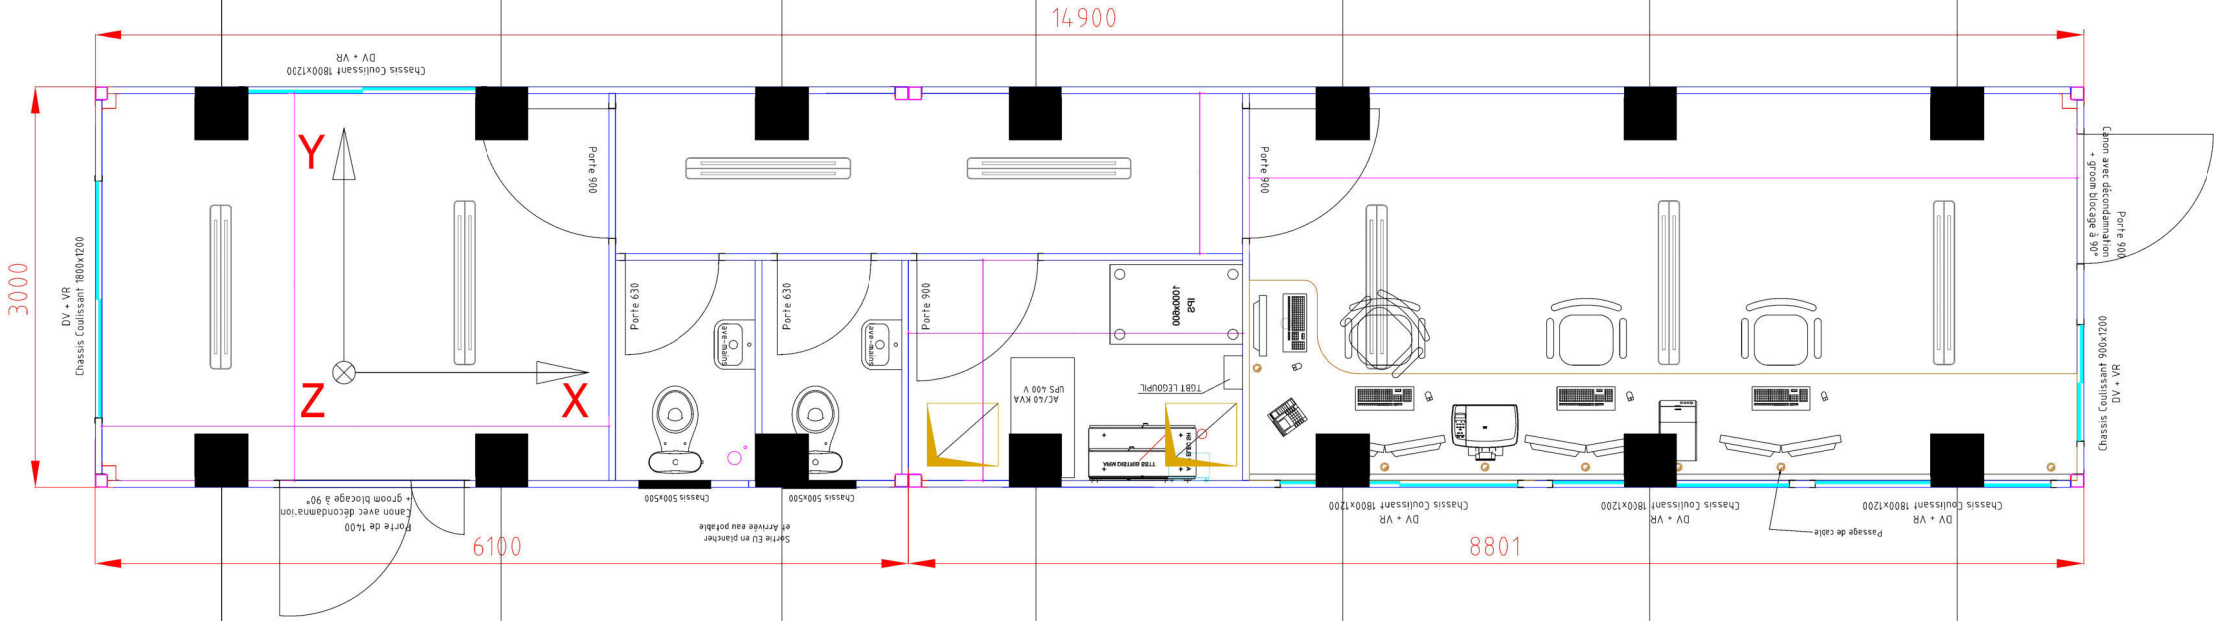 14900
DV + VR
Chassis Coulissant 1800x1200
3000
DV + VR
Chassis Coulissant 1800x1200
Y
X
Z
Porte 900
Porte 630
Porte 630
Porte 900
Porte 900
ave-mains
ave-mains
IPS
1000x600
TGBT LEGOUPIL
AC/40 KVA
UPS 400 V
Canon avec décondamnation
+ groom blocage à 90°
Porte 900
Chassis Coulissant 900x1200
DV + VR
Porte de 1400
Canon avec décondamnation
+ groom blocage à 90°
Chassis 500x500
Chassis 500x500
Sortie EU en plancher
et Arrivée eau potable
Chassis Coulissant 1800x1200
DV + VR
Chassis Coulissant 1800x1200
DV + VR
Chassis Coulissant 1800x1200
DV + VR
Passage de cable
6100
8801